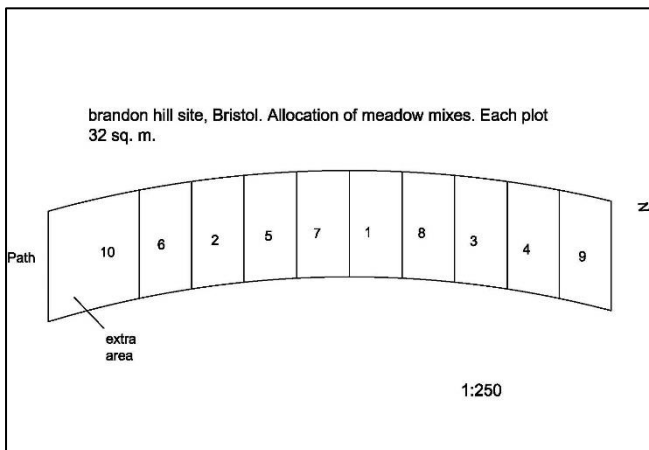 brandon hill site, Bristol. Allocation of meadow mixes. Each plot
32 sq. m.
N
Path
10 6 2 5 7 1 8 3 4 9
extra
area
1:250